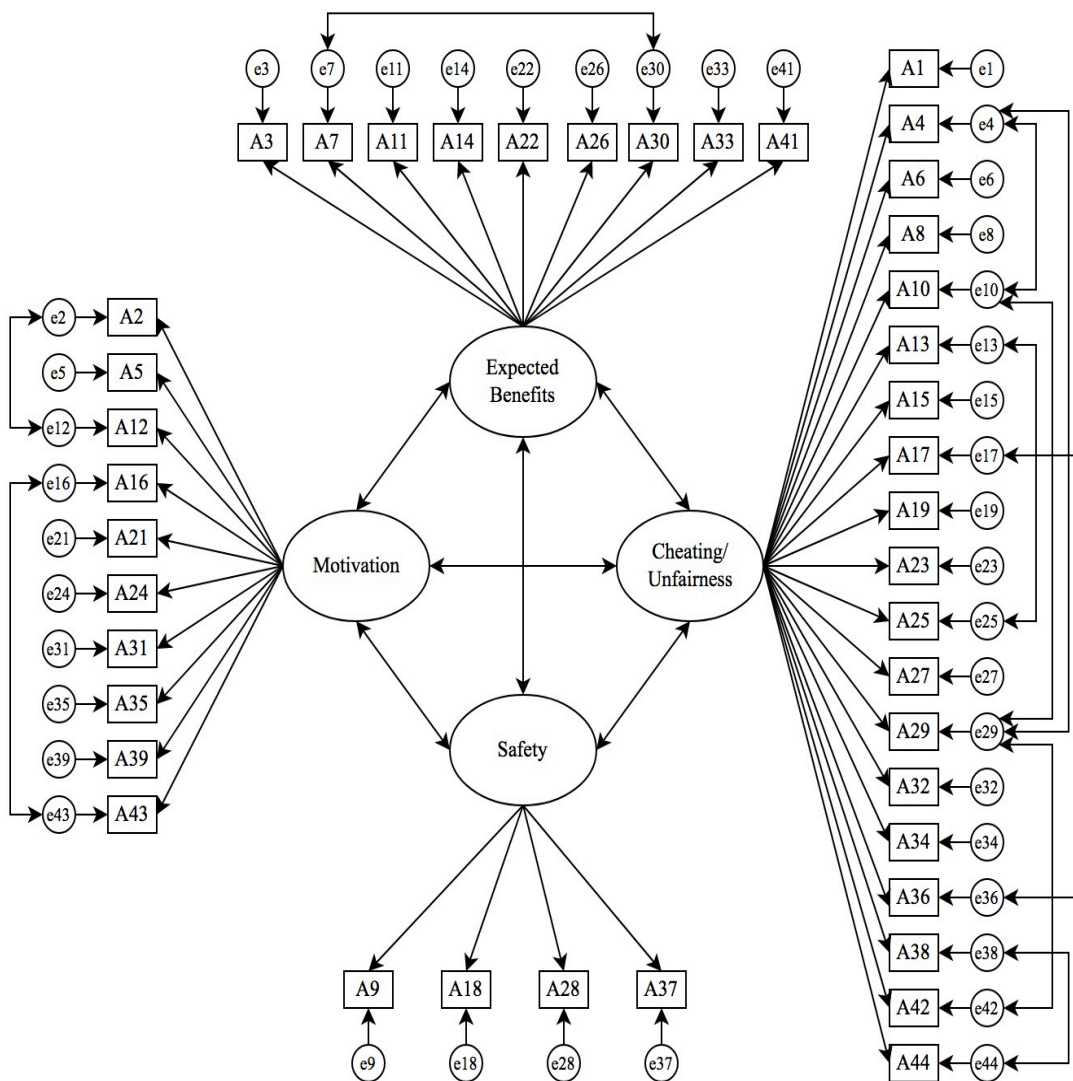 e3 e7 e11 e14 e22 e26 e30 e33 e41
A3 A7 A11 A14 A22 A26 A30 A33 A41
A1 e1
A4 e4
A6 e6
A8 e8
A10 e10
A13 e13
A15 e15
A17 e17
A19 e19
A23 e23
A25 e25
A27 e27
A29 e29
A32 e32
A34 e34
A36 e36
A38 e38
A42 e42
A44 e44
e2 A2
e5 A5
e12 A12
e16 A16
e21 A21
e24 A24
e31 A31
e35 A35
e39 A39
e43 A43
Expected
Benefits
Motivation
Cheating/
Unfairness
Safety
A9 A18 A28 A37
e9 e18 e28 e37